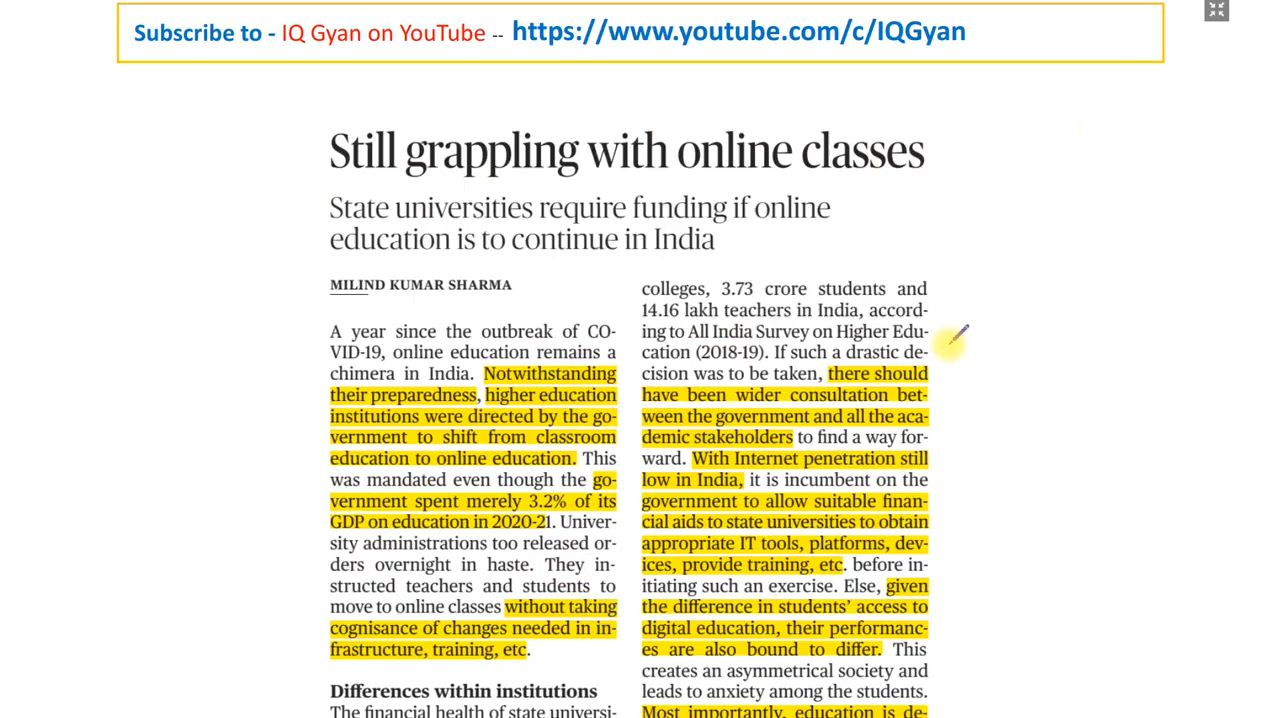 Subscribe to - IQ Gyan on YouTube -- https://www.youtube.com/c/IQGyan
Still grappling with online classes
State universities require funding if online
education is to continue in India
MILIND KUMAR SHARMA
A year since the outbreak of CO-
VID-19, online education remains a
chimera in India. Notwithstanding
their preparedness, higher education
institutions were directed by the go-
vernment to shift from classroom
education to online education. This
was mandated even though the go-
vernment spent merely 3.2% of its
GDP on education in 2020-21. Univer-
sity administrations too released or-
ders overnight in haste. They in-
structed teachers and students to
move to online classes without taking
cognisance of changes needed in in-
frastructure, training, etc.
Differences within institutions
The financial health of state universi-
colleges, 3.73 crore students and
14.16 lakh teachers in India, accord-
ing to All India Survey on Higher Edu-
cation (2018-19). If such a drastic de-
cision was to be taken, there should
have been wider consultation bet-
ween the government and all the aca-
demic stakeholders to find a way for-
ward. With Internet penetration still
low in India, it is incumbent on the
government to allow suitable finan-
cial aids to state universities to obtain
appropriate IT tools, platforms, dev-
ices, provide training, etc. before in-
itiating such an exercise. Else, given
the difference in students' access to
digital education, their performanc-
es are also bound to differ. This
creates an asymmetrical society and
leads to anxiety among the students.
Most importantly, education is de-